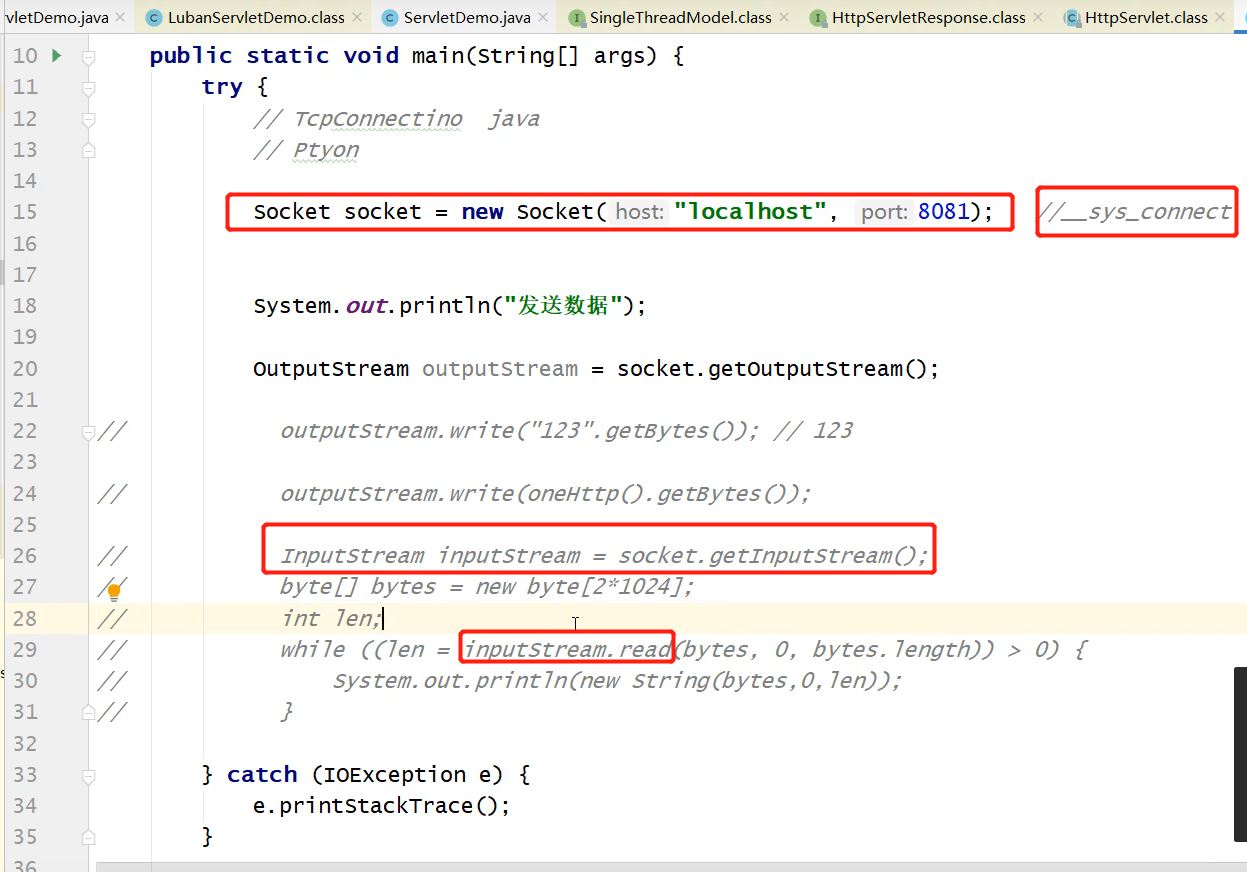 vletDemo.java × LubanServletDemo.class × ServletDemo.java × SingleThreadModel.class × HttpServletResponse.class × HttpServlet.class ×
10 public static void main(String[] args) {
11 try {
12 // TcpConnectino java
13 // Ptyon
14
15 Socket socket = new Socket( host: "localhost", port: 8081); //__sys_connect
16
17
18 System.out.println("发送数据");
19
20 OutputStream outputStream = socket.getOutputStream();
21
22 // outputStream.write("123".getBytes()); // 123
23
24 // outputStream.write(oneHttp().getBytes());
25
26 // InputStream inputStream = socket.getInputStream();
27 // byte[] bytes = new byte[2*1024];
28 // int len;
29 // while ((len = inputStream.read(bytes, 0, bytes.length)) > 0) {
30 // System.out.println(new String(bytes,0,len));
31 // }
32
33 } catch (IOException e) {
34 e.printStackTrace();
35 }
36